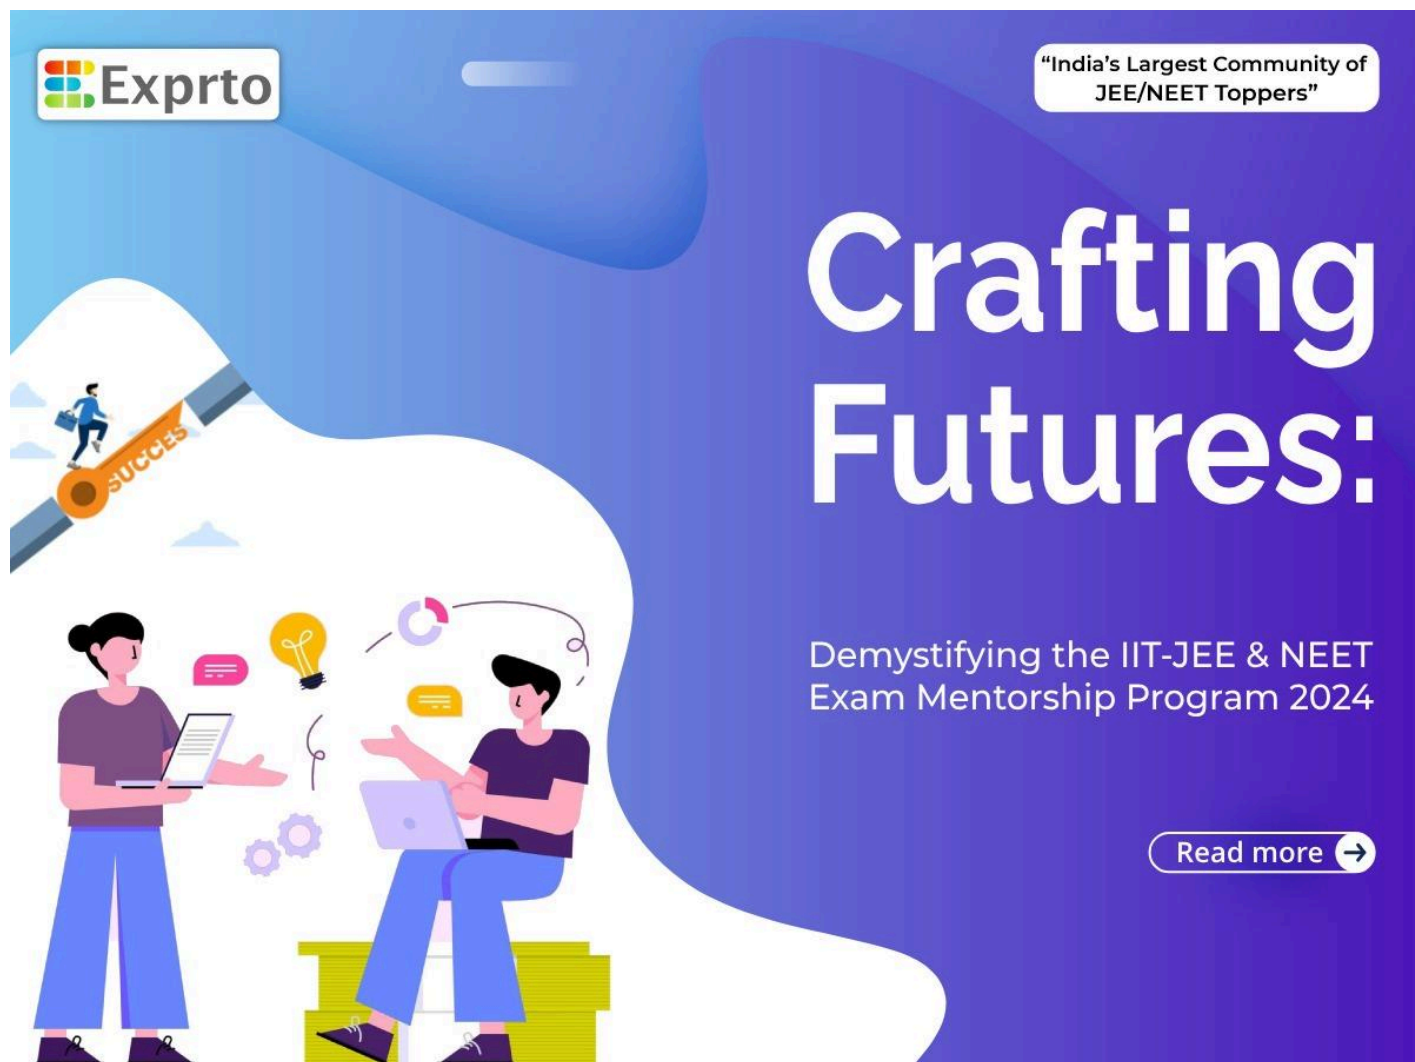 Exprto
“India’s Largest Community of
JEE/NEET Toppers”
Crafting
Futures:
SUCCES
Demystifying the IIT-JEE & NEET
Exam Mentorship Program 2024
Read more